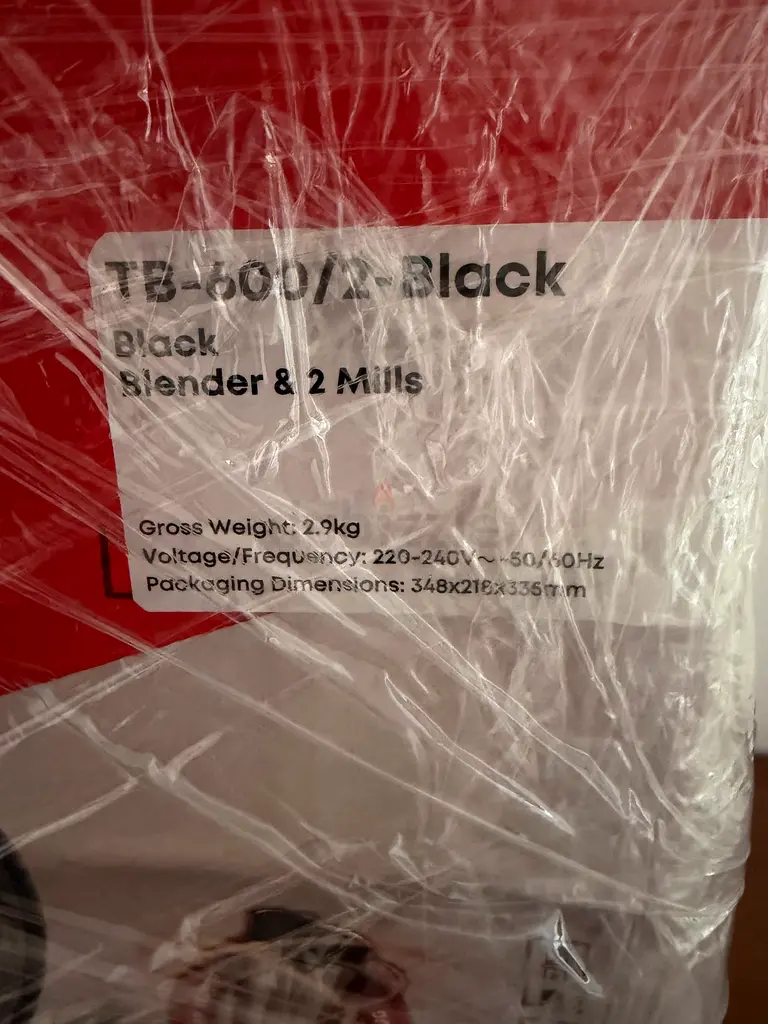 TB-600/2-Black
Black
Blender & 2 Mills
Gross Weight: 2.9kg
Voltage/Frequency: 220-240V~ 50/60Hz
Packaging Dimensions: 348x218x335mm